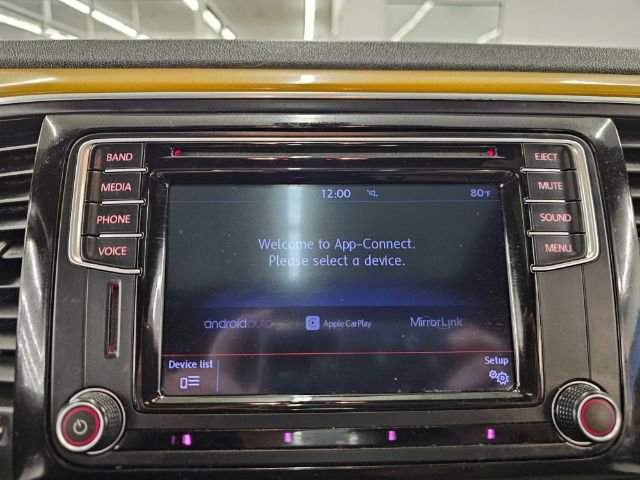 BAND
MEDIA
PHONE
VOICE
EJECT
MUTE
SOUND
MENU
12:00
80°F
Welcome to App-Connect.
Please select a device.
androidauto
Apple CarPlay
MirrorLink
Device list
Setup